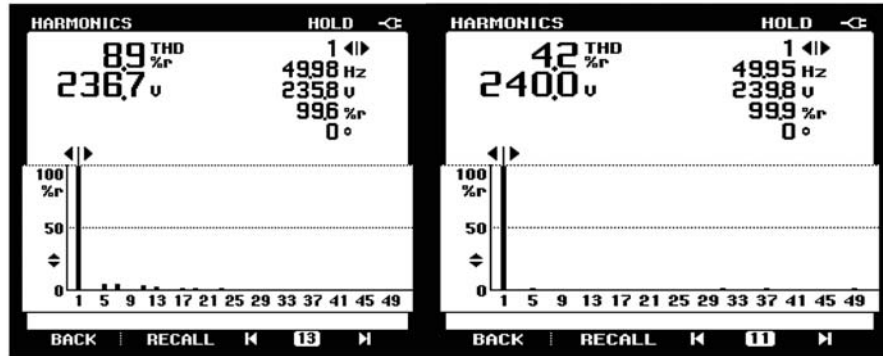 HARMONICS HOLD
8.9 THD %r
236.7 V
1
49.98 Hz
235.8 V
99.6 %r
0 °
100
%r
50
0
1 5 9 13 17 21 25 29 33 37 41 45 49
BACK RECALL 13
HARMONICS HOLD
4.2 THD %r
240.0 V
1
49.95 Hz
239.8 V
99.9 %r
0 °
100
%r
50
0
1 5 9 13 17 21 25 29 33 37 41 45 49
BACK RECALL 11